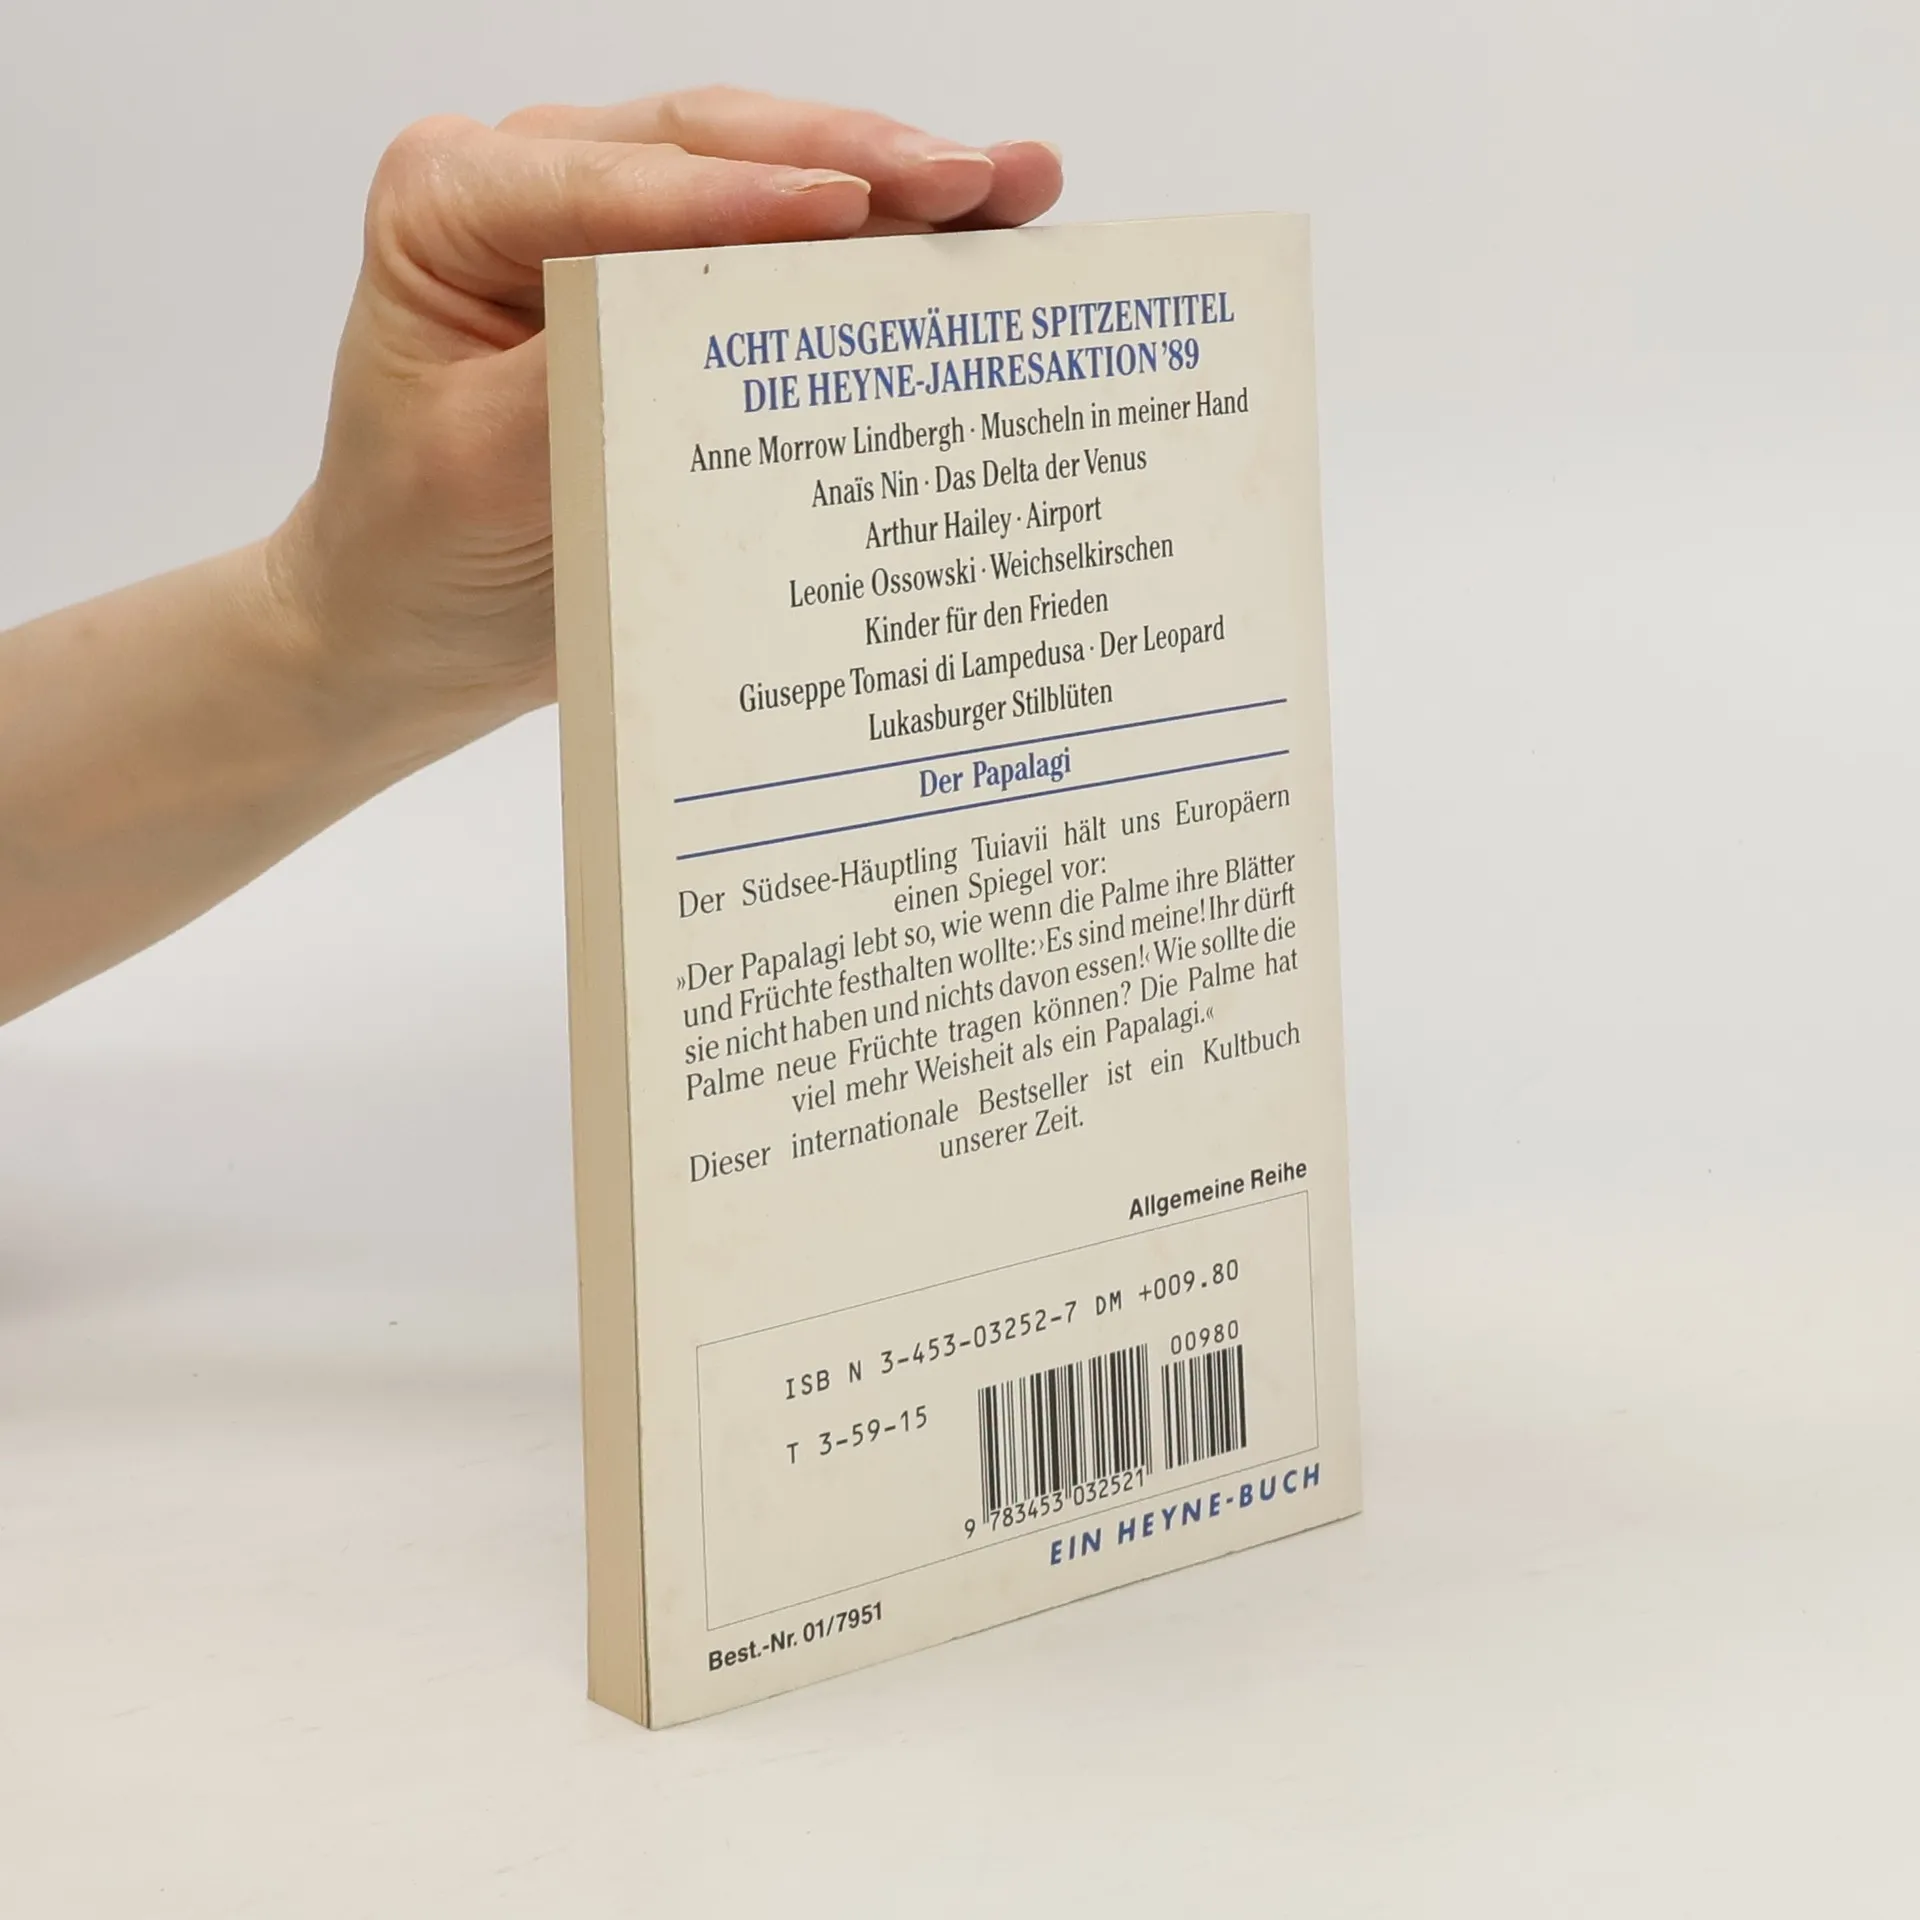 ACHT AUSGEWÄHLTE SPITZENTITEL
DIE HEYNE-JAHRESAKTION ’89
Anne Morrow Lindbergh · Muscheln in meiner Hand
Anaïs Nin · Das Delta der Venus
Arthur Hailey · Airport
Leonie Ossowski · Weichselkirschen
Kinder für den Frieden
Giuseppe Tomasi di Lampedusa · Der Leopard
Lukasburger Stilblüten
Der Papalagi
Der Südsee-Häuptling Tuiavii hält uns Europäern
einen Spiegel vor:
»Der Papalagi lebt so, wie wenn die Palme ihre Blätter
und Früchte festhalten wollte: ›Es sind meine! Ihr dürft
sie nicht haben und nichts davon essen!‹ Wie sollte die
Palme neue Früchte tragen können? Die Palme hat
viel mehr Weisheit als ein Papalagi.«
Dieser internationale Bestseller ist ein Kultbuch
unserer Zeit.
Allgemeine Reihe
ISB N 3-453-03252-7 DM +009.80
00980
T 3-59-15
9 783453 032521
EIN HEYNE-BUCH
Best.-Nr. 01/7951